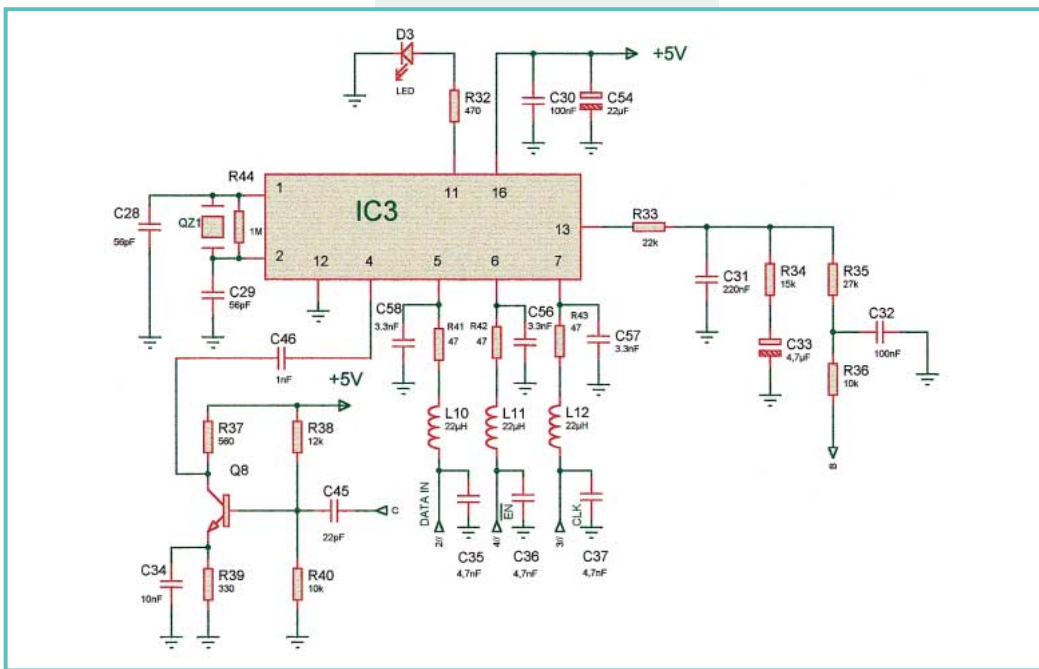 D3
LED
R32
470
+5V
C30
100nF
C54
22µF
R44
1M
QZ1
C28
56pF
C29
56pF
IC3
1
2
11
16
13
12
4
5
6
7
R33
22k
C31
220nF
R34
15k
R35
27k
C33
4,7µF
C32
100nF
R36
10k
B
C58
3.3nF
R41
47
R42
47
C56
3.3nF
R43
47
C57
3.3nF
L10
22µH
L11
22µH
L12
22µH
C46
1nF
+5V
R37
560
R38
12k
Q8
C45
22pF
C
C34
10nF
R39
330
R40
10k
DATA IN
2//
EN
4//
CLK
3//
C35
4,7nF
C36
4,7nF
C37
4,7nF